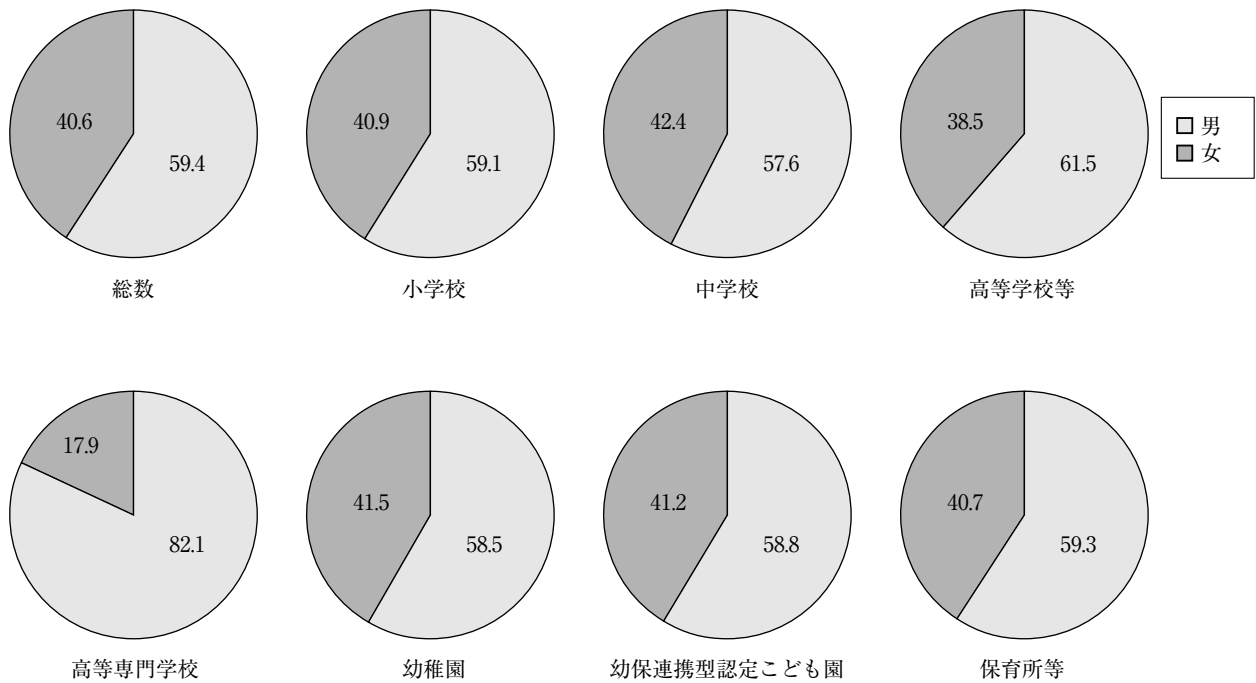 40.6
59.4
総数
40.9
59.1
小学校
42.4
57.6
中学校
38.5
61.5
高等学校等
男
女
17.9
82.1
高等専門学校
41.5
58.5
幼稚園
41.2
58.8
幼保連携型認定こども園
40.7
59.3
保育所等